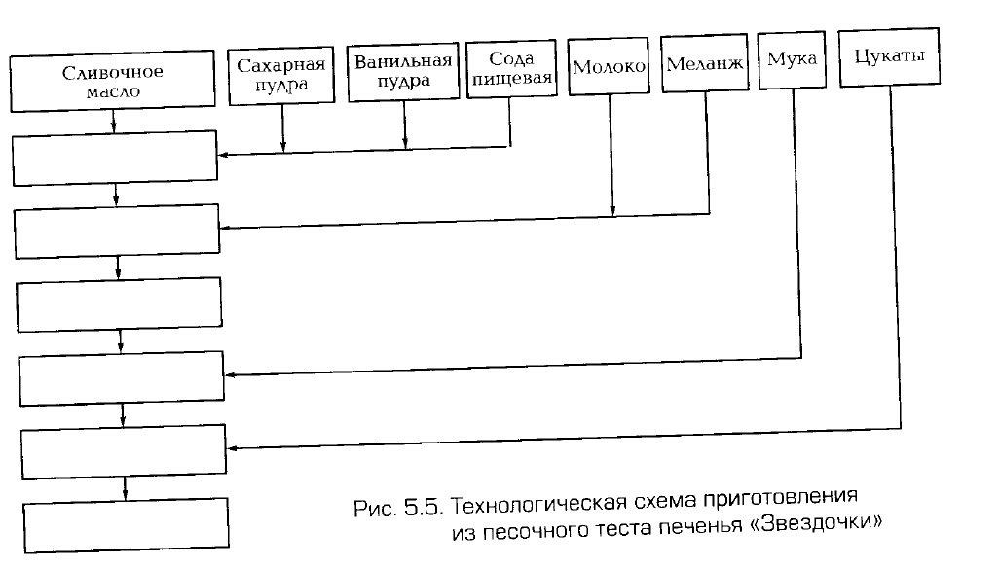 Сливочное
масло
Сахарная
пудра
Ванильная
пудра
Сода
пищевая
Молоко
Меланж
Мука
Цукаты
Рис. 5.5. Технологическая схема приготовления
из песочного теста печенья «Звездочки»